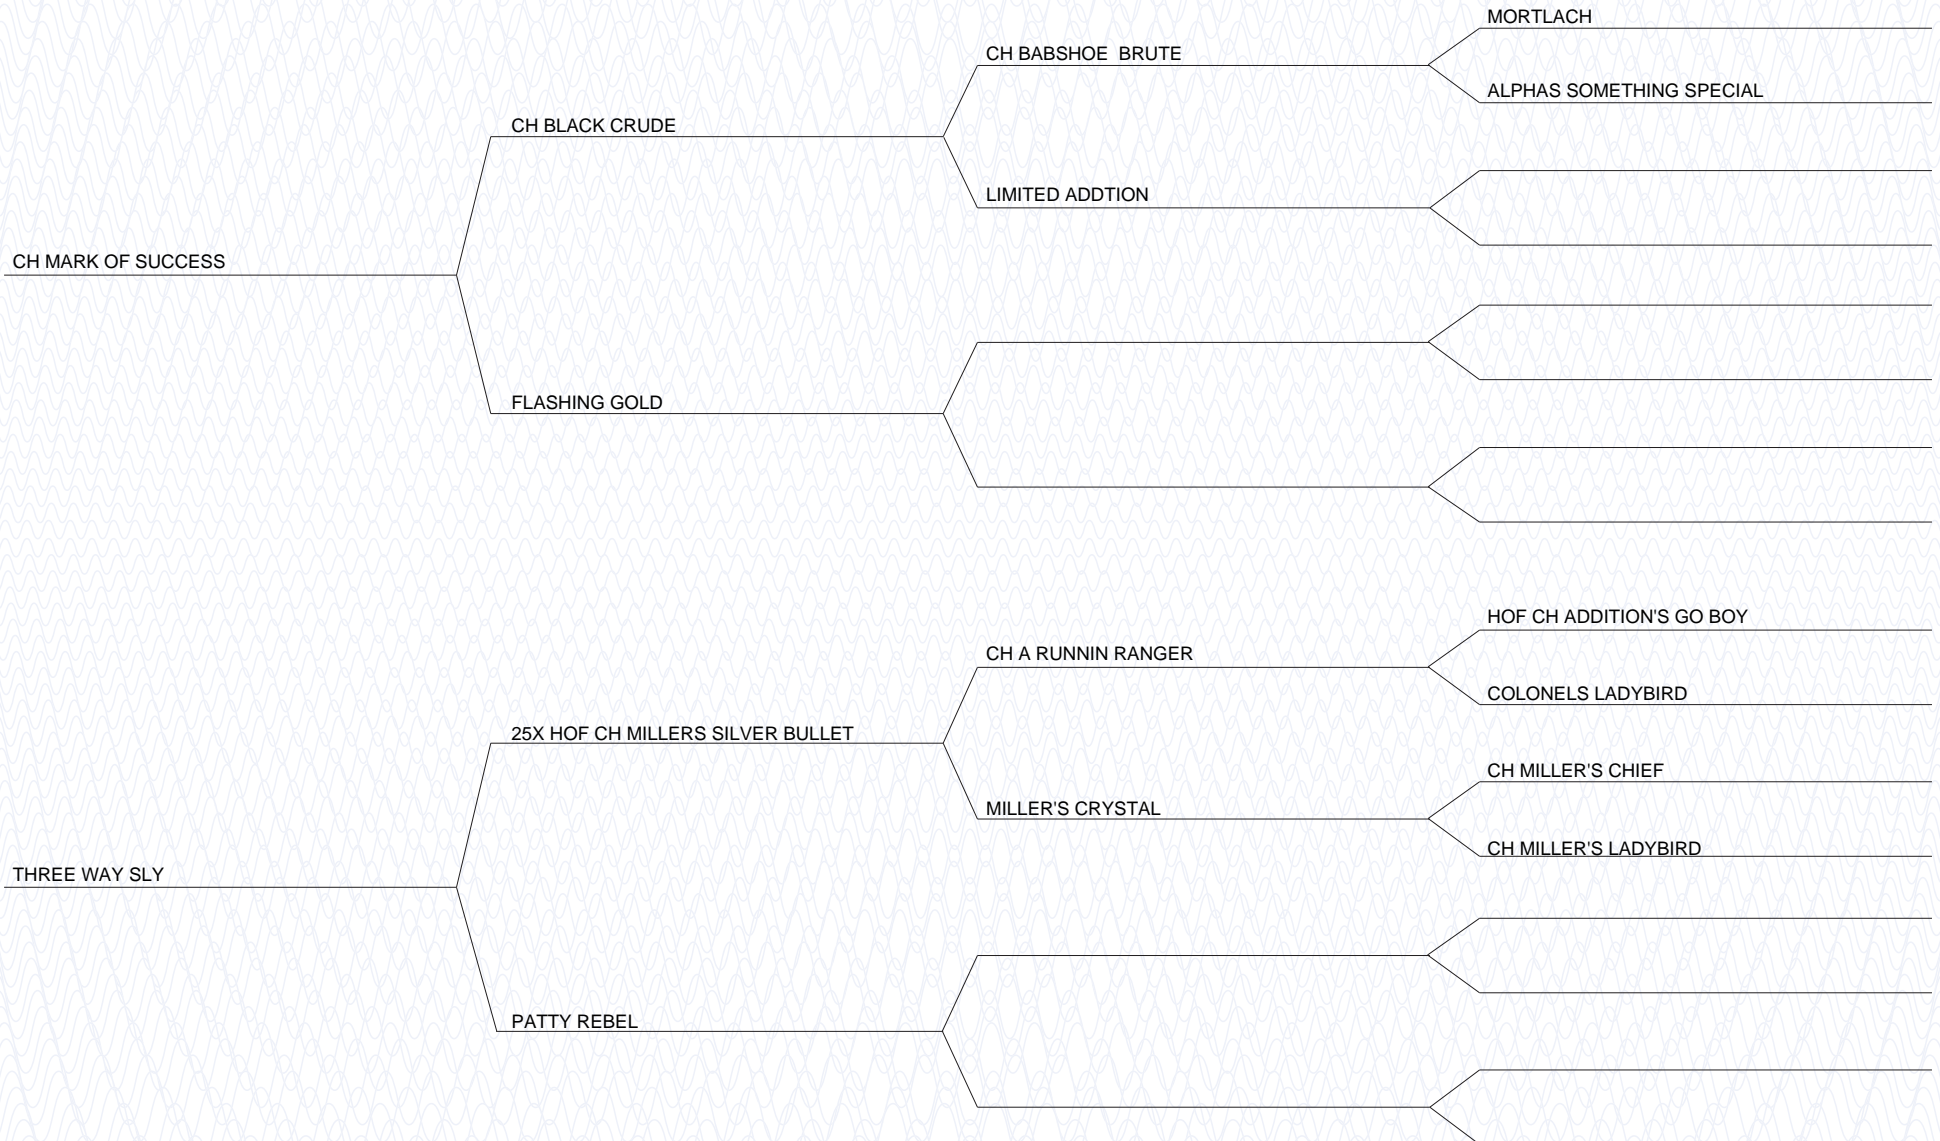 MORTLACH
CH BABSHOE  BRUTE
ALPHAS SOMETHING SPECIAL
CH BLACK CRUDE
LIMITED ADDTION
CH MARK OF SUCCESS
FLASHING GOLD
HOF CH ADDITION'S GO BOY
CH A RUNNIN RANGER
COLONELS LADYBIRD
25X HOF CH MILLERS SILVER BULLET
CH MILLER'S CHIEF
MILLER'S CRYSTAL
CH MILLER'S LADYBIRD
THREE WAY SLY
PATTY REBEL